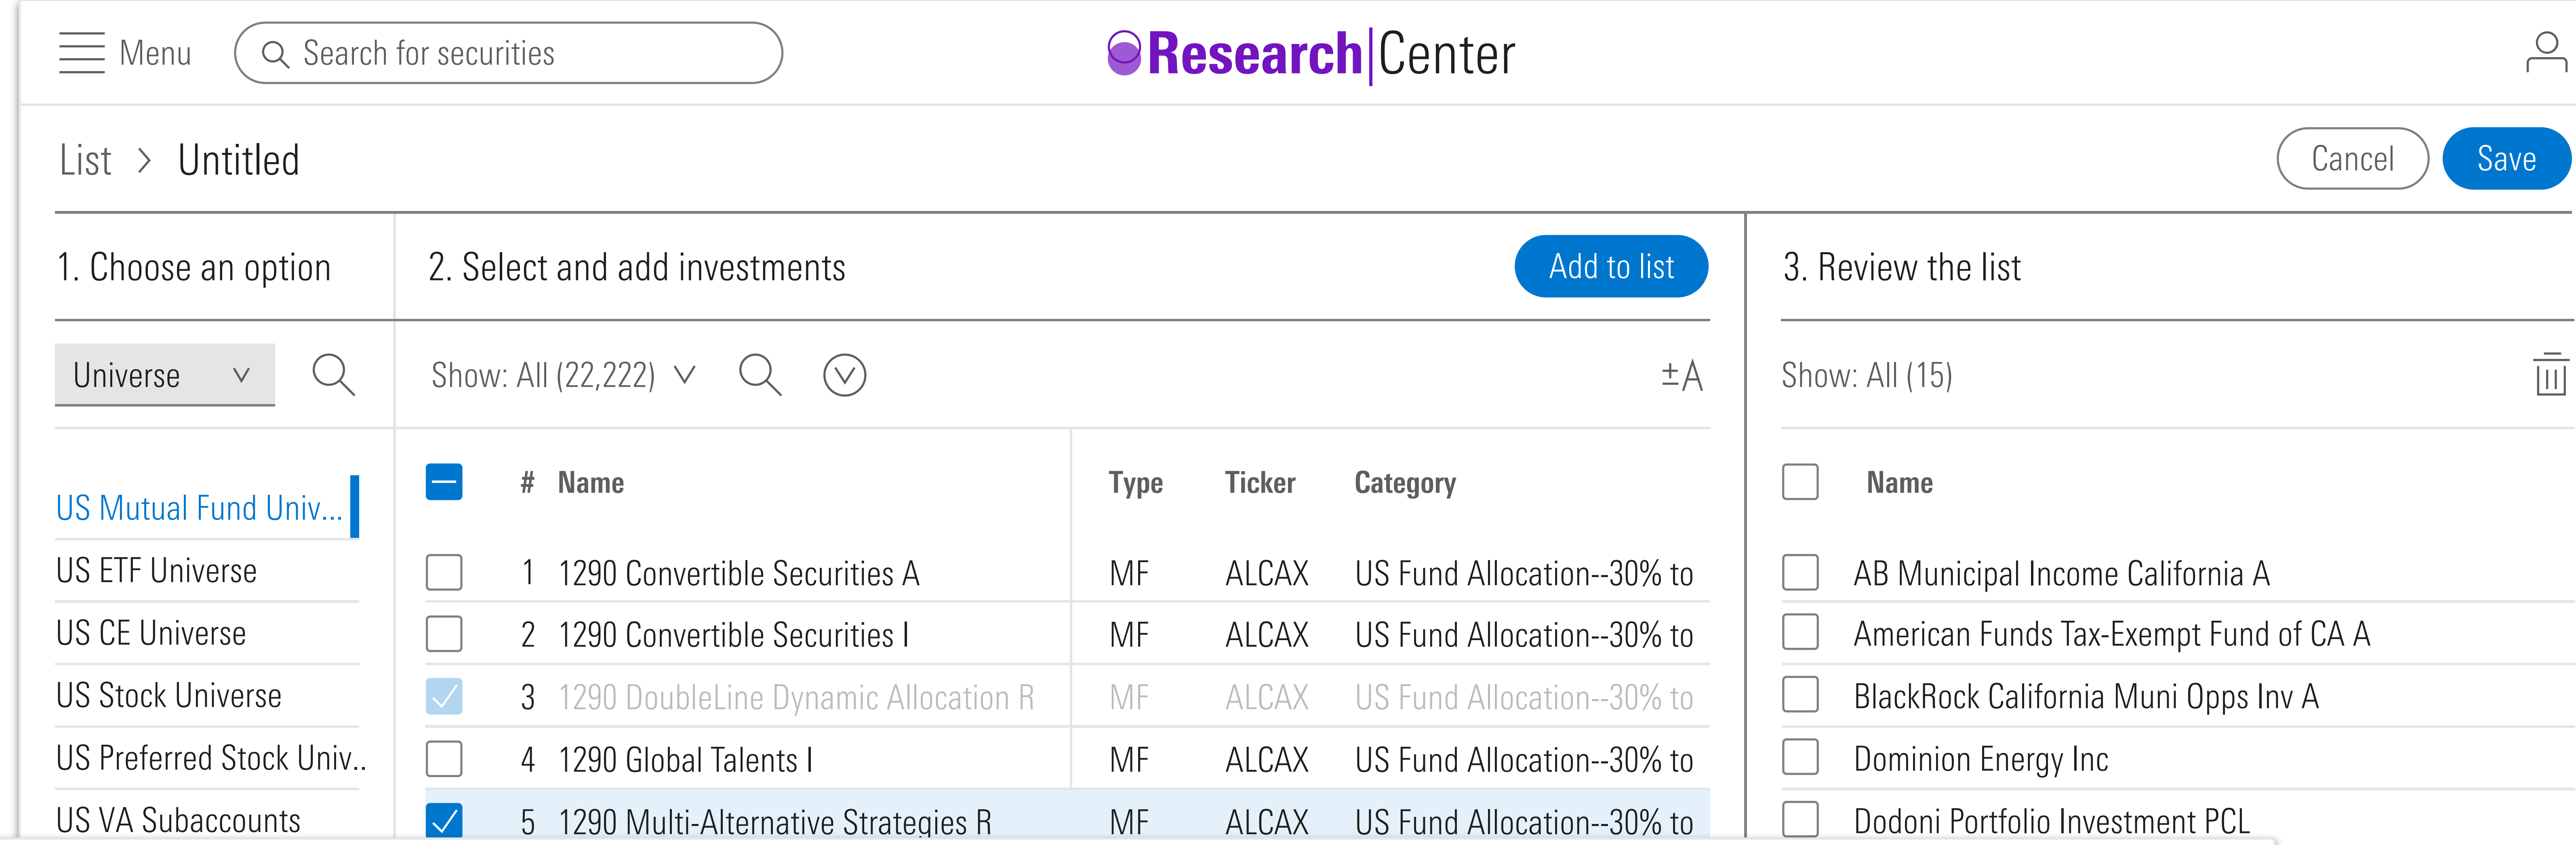 Menu
Search for securities
Research|Center
List > Untitled
Cancel
Save
1. Choose an option
2. Select and add investments
Add to list
3. Review the list
Universe
Show: All (22,222)
±A
Show: All (15)
US Mutual Fund Univ...
US ETF Universe
US CE Universe
US Stock Universe
US Preferred Stock Univ..
US VA Subaccounts
# Name Type Ticker Category
1 1290 Convertible Securities A MF ALCAX US Fund Allocation--30% to
2 1290 Convertible Securities I MF ALCAX US Fund Allocation--30% to
3 1290 DoubleLine Dynamic Allocation R MF ALCAX US Fund Allocation--30% to
4 1290 Global Talents I MF ALCAX US Fund Allocation--30% to
5 1290 Multi-Alternative Strategies R MF ALCAX US Fund Allocation--30% to
Name
AB Municipal Income California A
American Funds Tax-Exempt Fund of CA A
BlackRock California Muni Opps Inv A
Dominion Energy Inc
Dodoni Portfolio Investment PCL